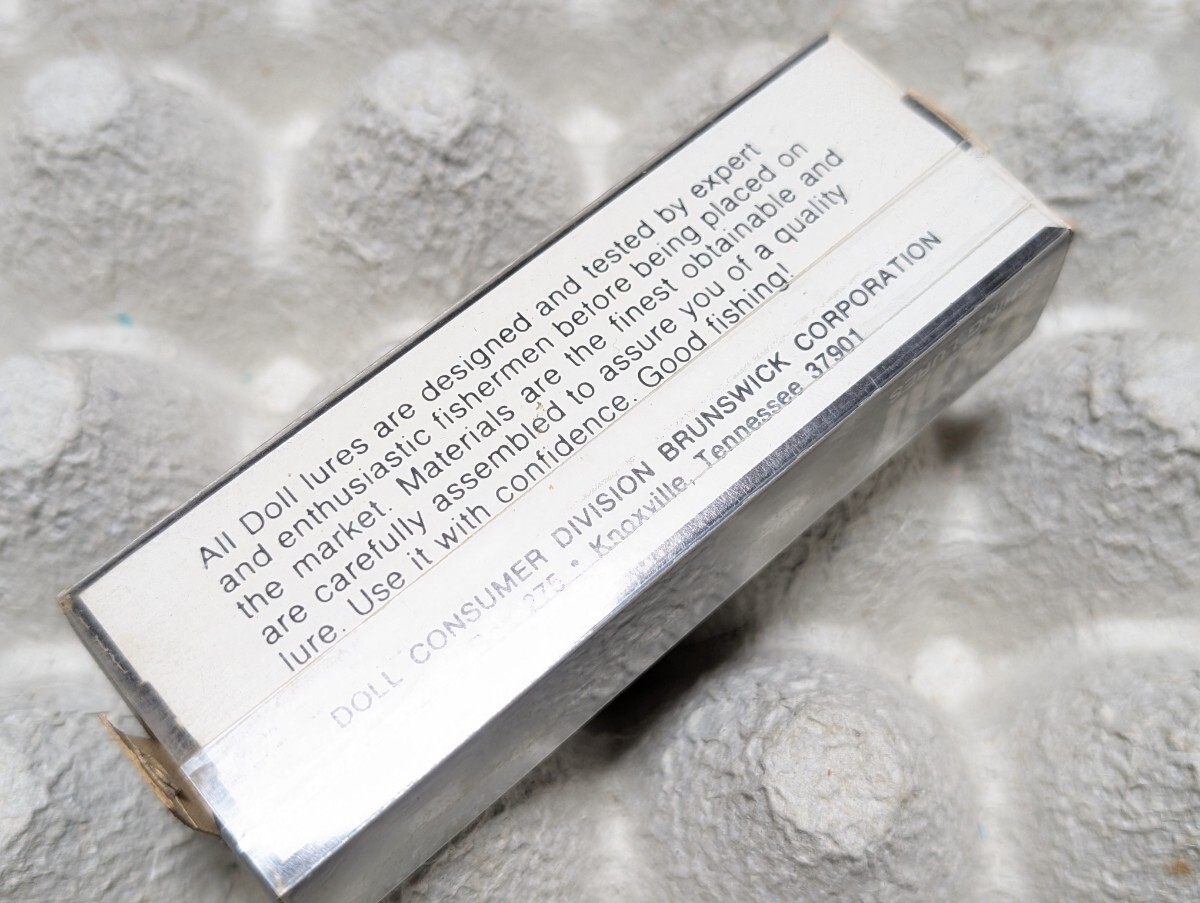 All Doll lures are designed and tested by expert
and enthusiastic fishermen before being placed on
the market. Materials are the finest obtainable and
are carefully assembled to assure you of a quality
lure. Use it with confidence. Good fishing!
DOLL CONSUMER DIVISION BRUNSWICK CORPORATION
275 • Knoxville, Tennessee 37901